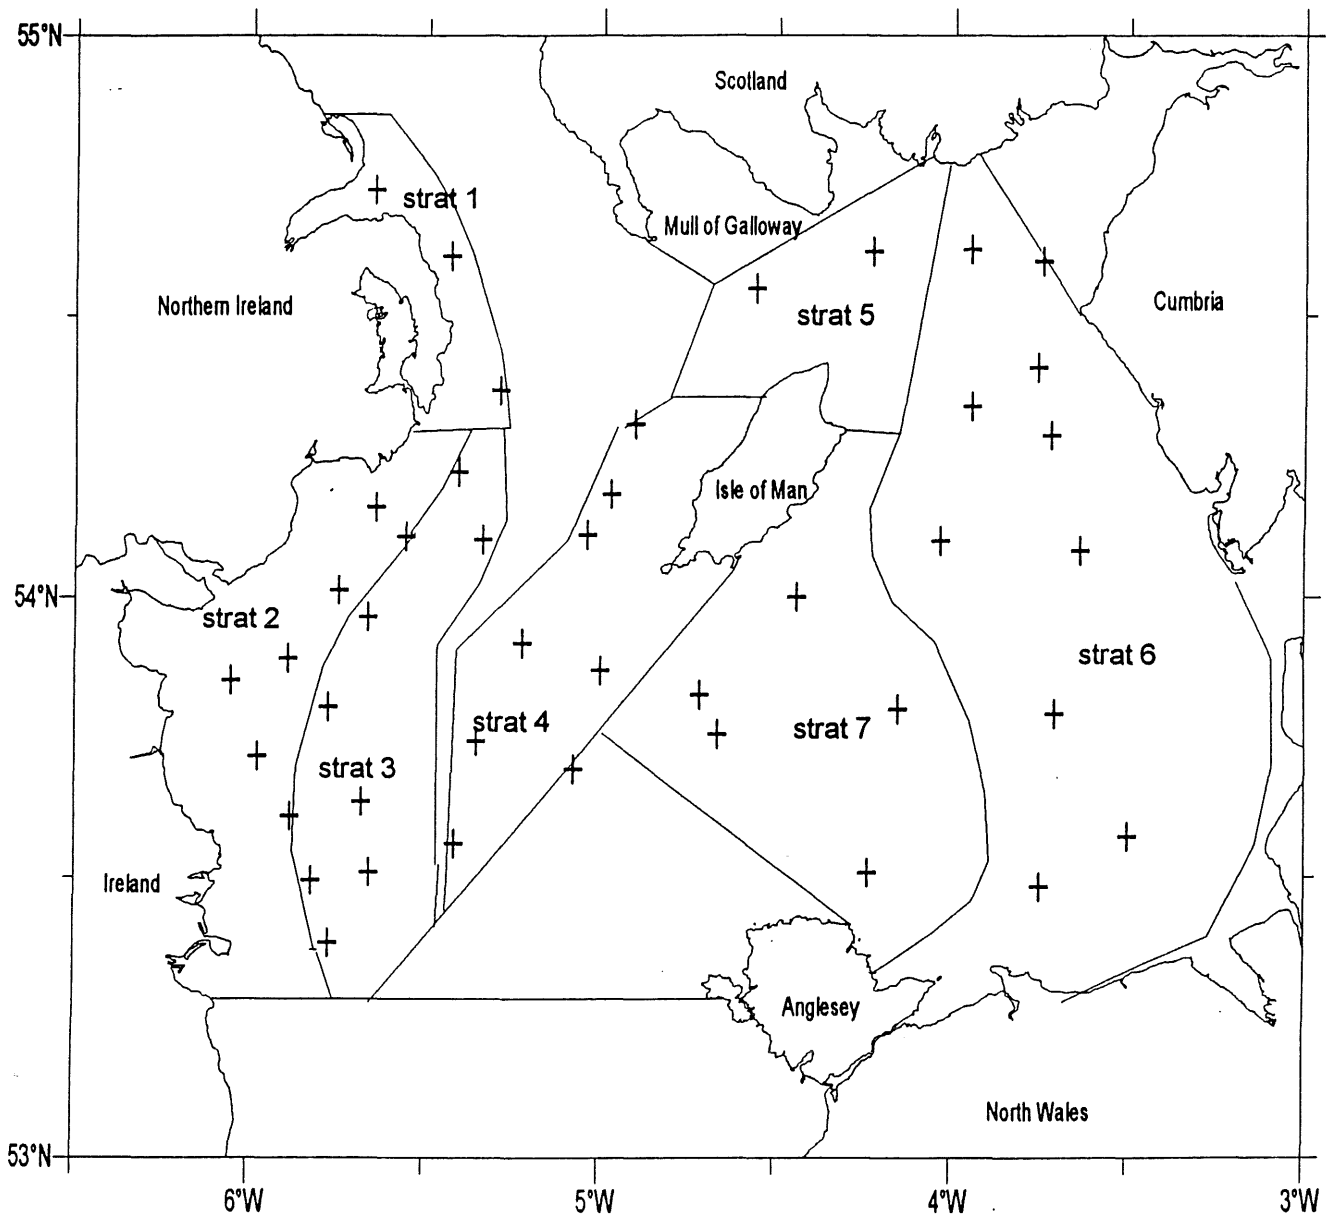 55°N
Scotland
strat 1
Mull of Galloway
Northern Ireland
Cumbria
strat 5
Isle of Man
54°N
strat 2
strat 6
strat 4
strat 7
strat 3
Ireland
Anglesey
North Wales
53°N
6°W
5°W
4°W
3°W